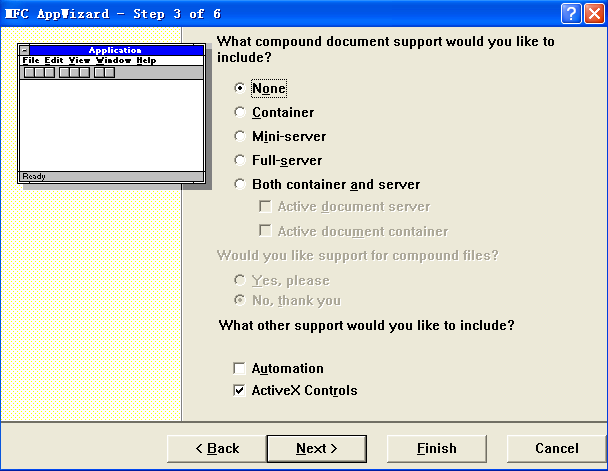 MFC AppWizard - Step 3 of 6
Application
File Edit View Window Help
Ready
What compound document support would you like to
include?
None
Container
Mini-server
Full-server
Both container and server
Active document server
Active document container
Would you like support for compound files?
Yes, please
No, thank you
What other support would you like to include?
Automation
ActiveX Controls
< Back Next > Finish Cancel